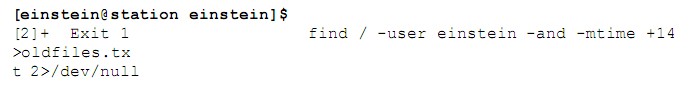 [einstein@station einstein]$
[2]+  Exit 1                  find / -user einstein -and -mtime +14
>oldfiles.tx
t 2>/dev/null